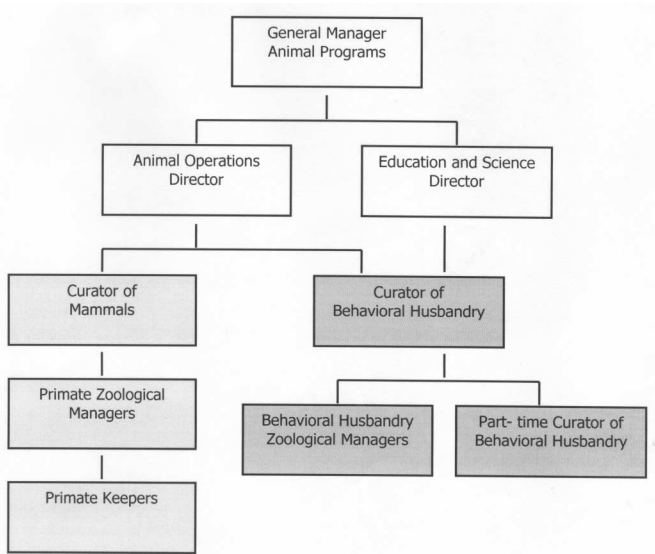 General Manager
Animal Programs
Animal Operations
Director
Education and Science
Director
Curator of
Mammals
Curator of
Behavioral Husbandry
Primate Zoological
Managers
Behavioral Husbandry
Zoological Managers
Part- time Curator of
Behavioral Husbandry
Primate Keepers